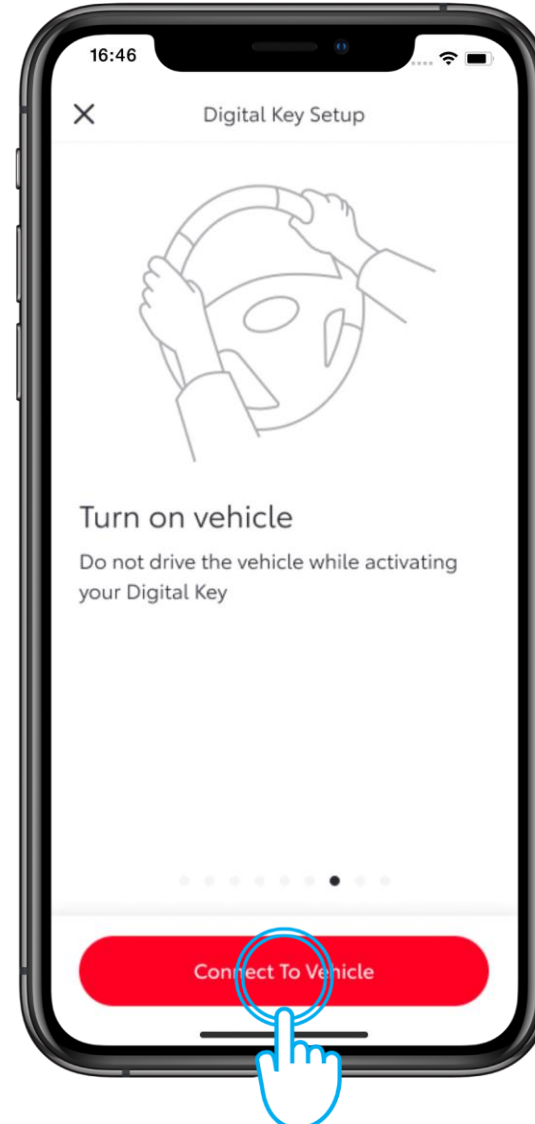 16:46
Digital Key Setup
Turn on vehicle
Do not drive the vehicle while activating
your Digital Key
Connect To Vehicle